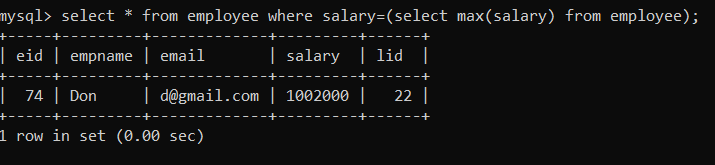 mysql> select * from employee where salary=(select max(salary) from employee);
+-----+---------+-------------+---------+------+
| eid | empname | email       | salary  | lid  |
+-----+---------+-------------+---------+------+
|  74 | Don     | d@gmail.com | 1002000 |   22 |
+-----+---------+-------------+---------+------+
1 row in set (0.00 sec)